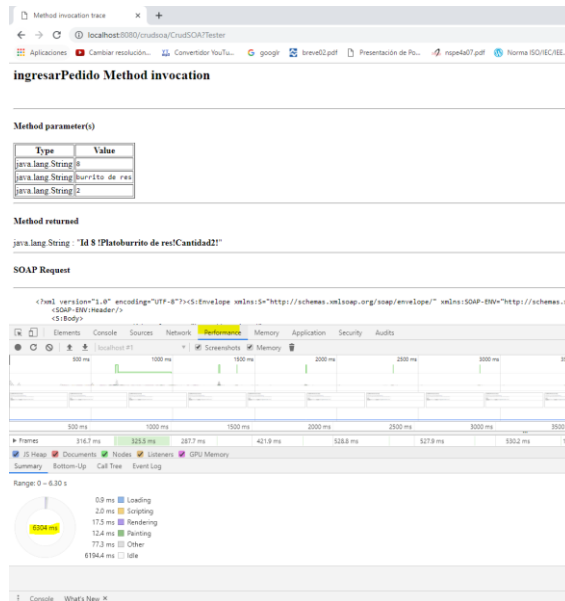 Method invocation trace × +
localhost:8080/crudsoa/CrudSOA?Tester
Aplicaciones Cambiar resolución... Convertidor YouTu... G googlr breve02.pdf Presentación de Po... nspe4a07.pdf Norma ISO/IEC/IEE.
ingresarPedido Method invocation
Method parameter(s)
Type Value
java.lang.String 8
java.lang.String burrito de res
java.lang.String 2
Method returned
java.lang.String : "Id 8 !Platoburrito de res!Cantidad2!"
SOAP Request
<?xml version="1.0" encoding="UTF-8"?><S:Envelope xmlns:S="http://schemas.xmlsoap.org/soap/envelope/" xmlns:SOAP-ENV="http://schemas.
<SOAP-ENV:Header/>
<S:Body>
Elements Console Sources Network Performance Memory Application Security Audits
localhost #1 Screenshots Memory
500 ms 1000 ms 1500 ms 2000 ms 2500 ms 3000 ms
500 ms 1000 ms 1500 ms 2000 ms 2500 ms 3000 ms 3500
Frames 316.7 ms 325.5 ms 287.7 ms 421.9 ms 528.8 ms 527.9 ms 530.2 ms
JS Heap Documents Nodes Listeners GPU Memory
Summary Bottom-Up Call Tree Event Log
Range: 0 – 6.30 s
0.9 ms Loading
2.0 ms Scripting
17.5 ms Rendering
6304 ms
12.4 ms Painting
77.3 ms Other
6194.4 ms Idle
Console What's New ×